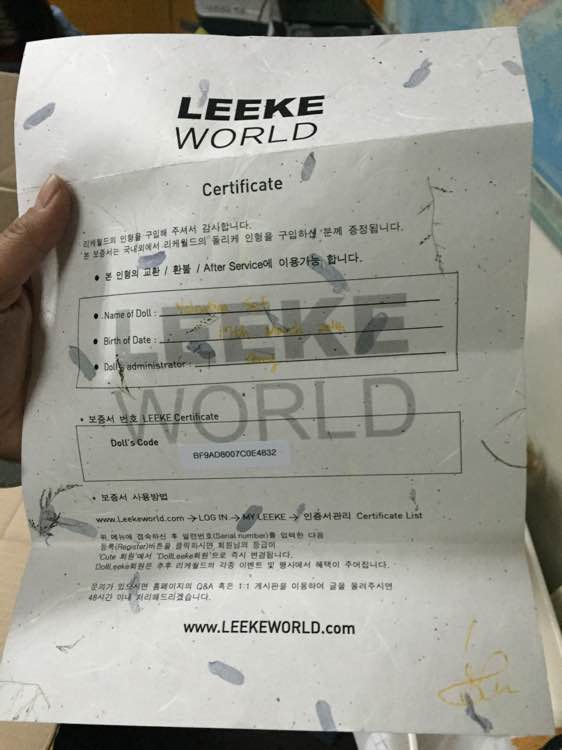 LEEKE
WORLD
Certificate
리케월드의 인형을 구입해 주셔서 감사합니다.
본 보증서는 국내외에서 리케월드의 돌리케 인형을 구입하신 분께 증정됩니다.
● 본 인형의 교환 / 환불 / After Service에 이용가능 합니다.
● Name of Doll :
● Birth of Date :
● Doll's administrator :
LEEKE
WORLD
• 보증서 번호 LEEKE Certificate
Doll's Code
BF9AD6007C0E4832
• 보증서 사용방법
www.Leekeworld.com → LOG IN → MY LEEKE → 인증서관리 Certificate List
위 메뉴에 접속하신 후 일련번호(Serial number)를 입력한 다음
등록(Register)버튼을 클릭하시면 회원님의 등급이
'Cute 회원'에서 'DollLeeke회원'으로 즉시 변경됩니다.
DollLeeke회원은 추후 리케월드의 각종 이벤트 및 행사에서 혜택이 주어집니다.
문의가 있으시면 홈페이지의 Q&A 혹은 1:1 게시판을 이용하여 글을 올려주시면
48시간 이내 처리해드리겠습니다.
www.LEEKEWORLD.com